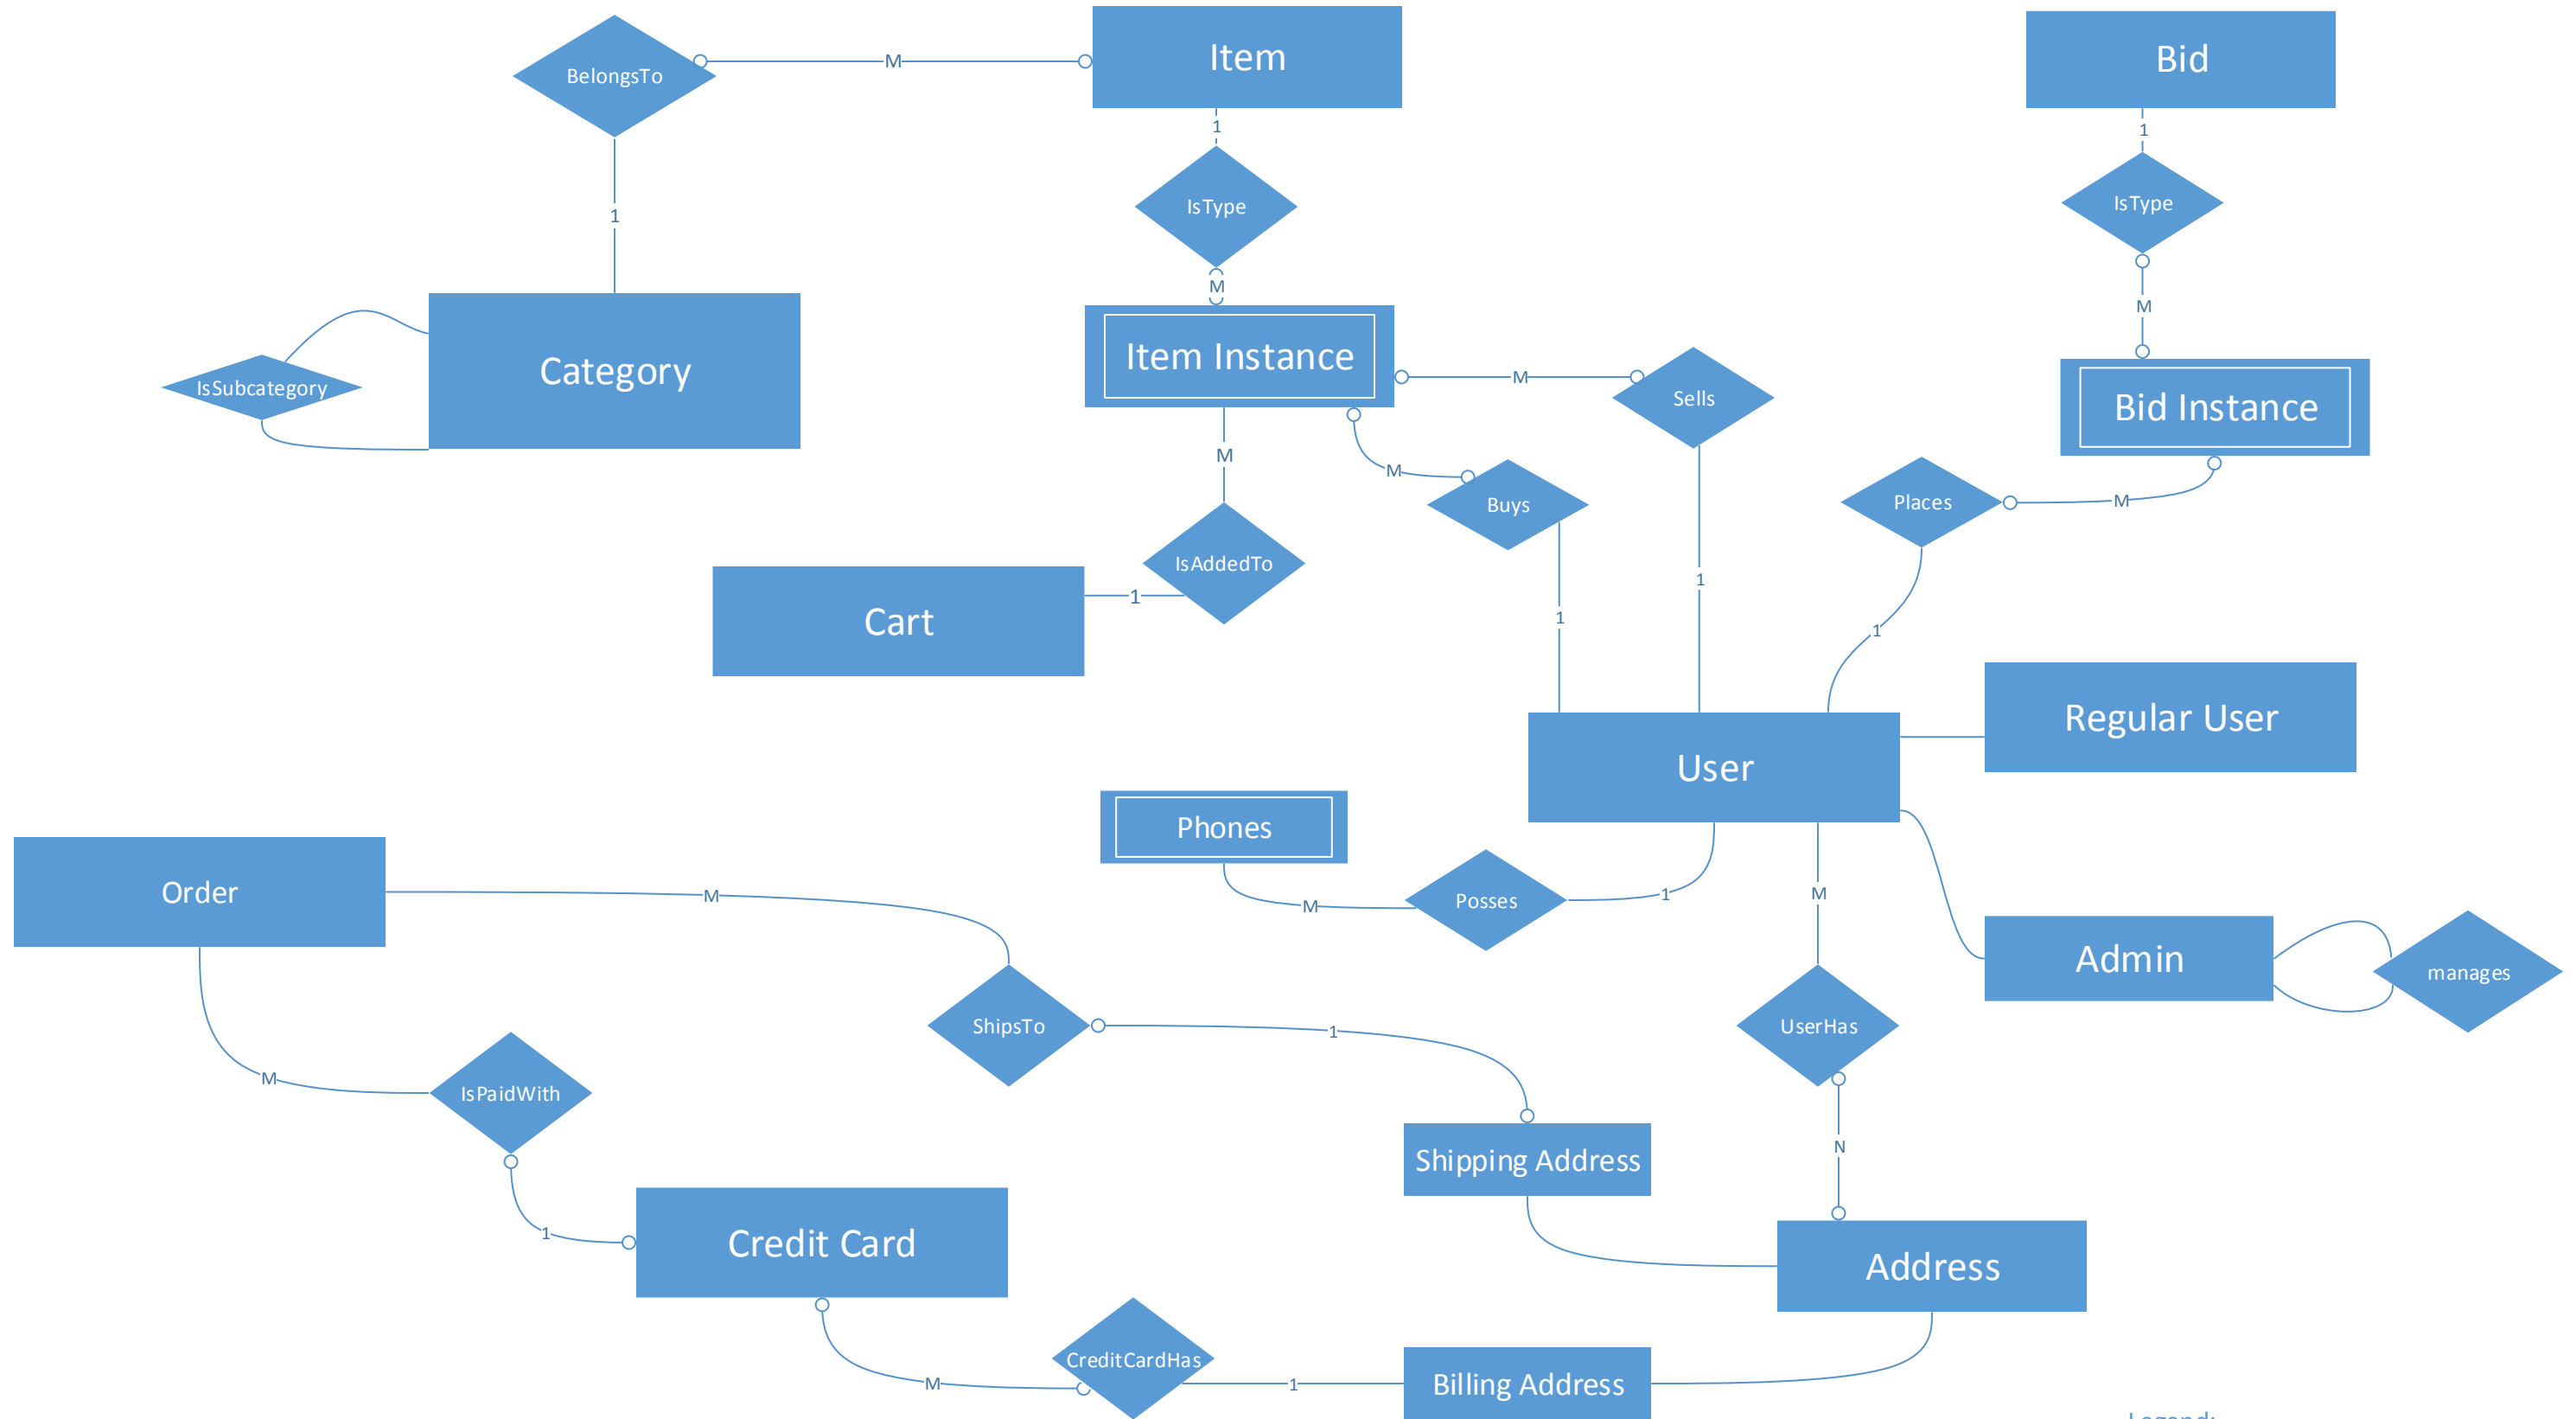 Item
Bid
BelongsTo
M
1
1
IsType
IsType
1
M
M
Item Instance
Category
IsSubcategory
M
Sells
Bid Instance
M
M
Buys
Places
M
IsAddedTo
1
1
1
1
Cart
Regular User
User
Phones
Order
M
M
Posses
1
M
Admin
manages
ShipsTo
1
UserHas
M
IsPaidWith
N
Shipping Address
1
Credit Card
Address
CreditCardHas
M
1
Billing Address
Legend: